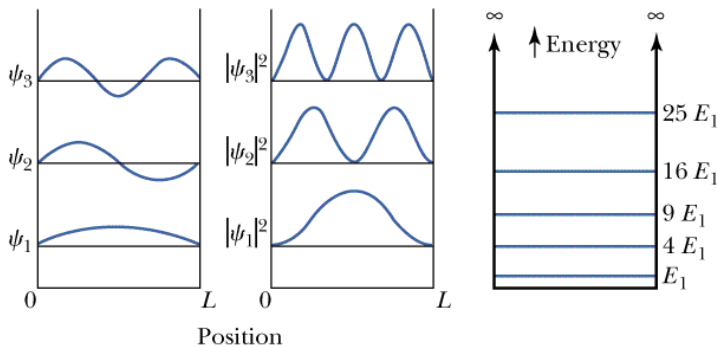 ψ₃
ψ₂
ψ₁
0
L
|ψ₃|²
|ψ₂|²
|ψ₁|²
0
L
Position
∞
∞
Energy
25 E₁
16 E₁
9 E₁
4 E₁
E₁